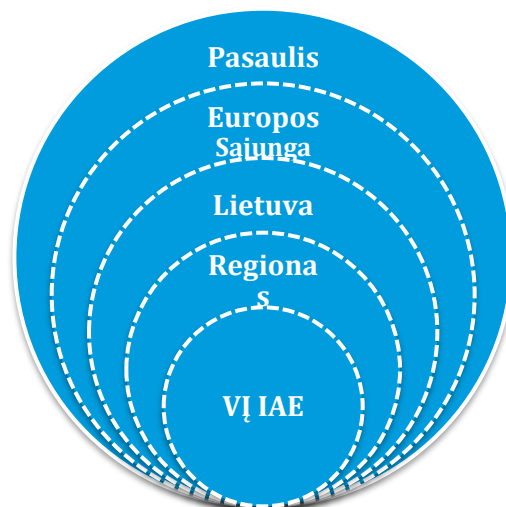 Pasaulis
Europos
Sąjunga
Lietuva
Regiona
s
VĮ IAE